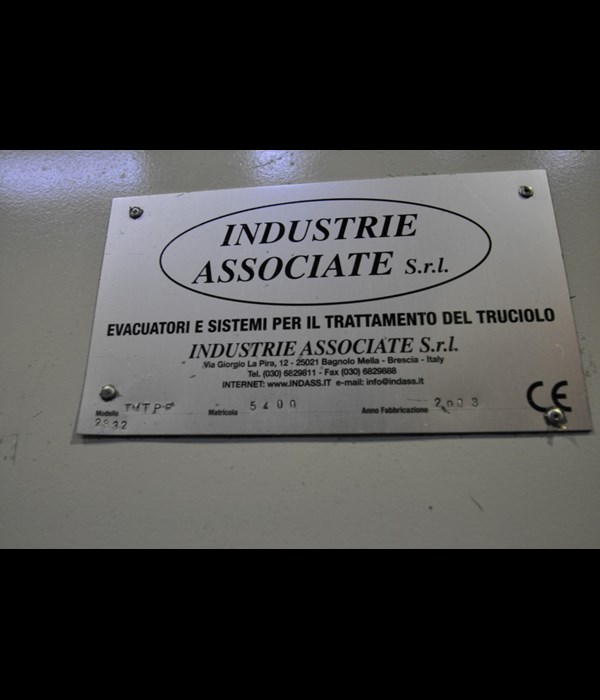 INDUSTRIE
ASSOCIATE S.r.l.
EVACUATORI E SISTEMI PER IL TRATTAMENTO DEL TRUCIOLO
INDUSTRIE ASSOCIATE S.r.l.
Via Giorgio La Pira, 12 - 25021 Bagnolo Mella - Brescia - Italy
Tel. (030) 6829811 - Fax (030) 6829888
INTERNET: www.INDASS.IT e-mail: info@indass.it
Modello Matricola 5400 Anno Fabbricazione 2003 CE
2832